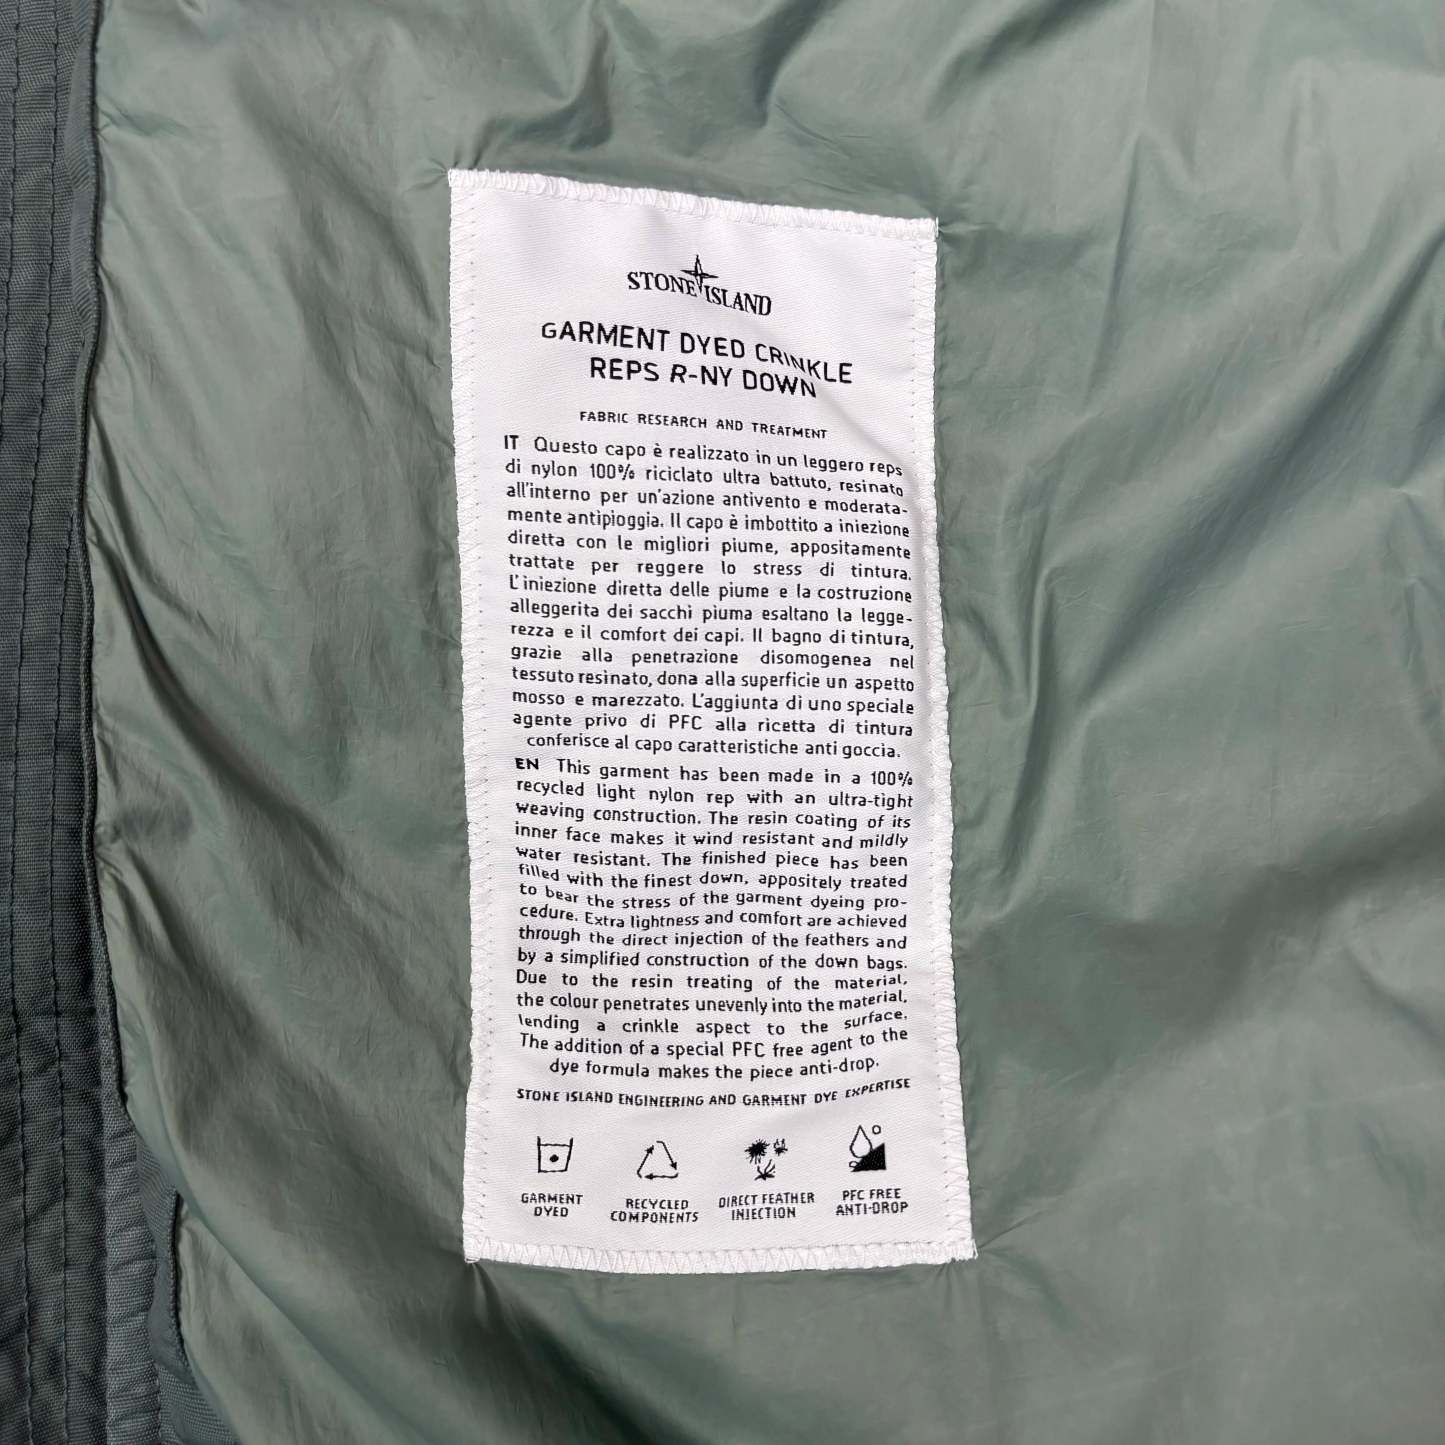 STONE ISLAND
GARMENT DYED CRINKLE
REPS R-NY DOWN
FABRIC RESEARCH AND TREATMENT
IT Questo capo è realizzato in un leggero reps
di nylon 100% riciclato ultra battuto, resinato
all'interno per un'azione antivento e moderata-
mente antipioggia. Il capo è imbottito a iniezione
diretta con le migliori piume, appositamente
trattate per reggere lo stress di tintura.
L'iniezione diretta delle piume e la costruzione
alleggerita dei sacchi piuma esaltano la legge-
rezza e il comfort dei capi. Il bagno di tintura,
grazie alla penetrazione disomogenea nel
tessuto resinato, dona alla superficie un aspetto
mosso e marezzato. L'aggiunta di uno speciale
agente privo di PFC alla ricetta di tintura
conferisce al capo caratteristiche anti goccia.
EN This garment has been made in a 100%
recycled light nylon rep with an ultra-tight
weaving construction. The resin coating of its
inner face makes it wind resistant and mildly
water resistant. The finished piece has been
filled with the finest down, appositely treated
to bear the stress of the garment dyeing pro-
cedure. Extra lightness and comfort are achieved
through the direct injection of the feathers and
by a simplified construction of the down bags.
Due to the resin treating of the material,
the colour penetrates unevenly into the material,
lending a crinkle aspect to the surface.
The addition of a special PFC free agent to the
dye formula makes the piece anti-drop.
STONE ISLAND ENGINEERING AND GARMENT DYE EXPERTISE
GARMENT DYED
RECYCLED COMPONENTS
DIRECT FEATHER INJECTION
PFC FREE ANTI-DROP